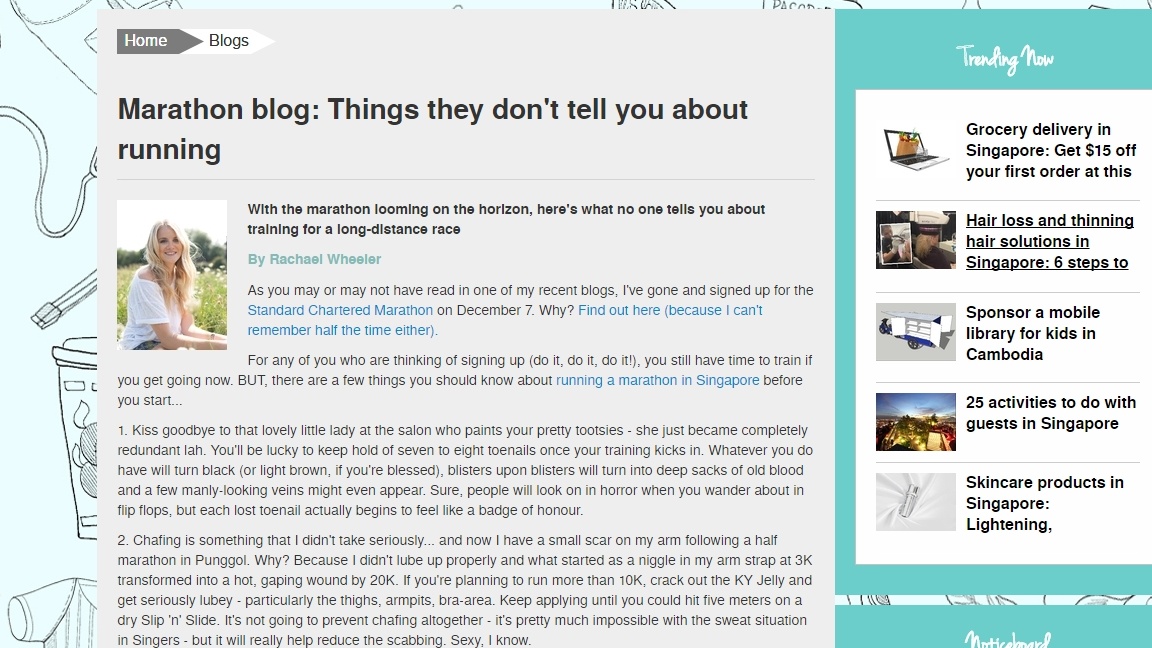 PASSPORT
Home
Blogs
Marathon blog: Things they don't tell you about
running
With the marathon looming on the horizon, here's what no one tells you about
training for a long-distance race
By Rachael Wheeler
As you may or may not have read in one of my recent blogs, I've gone and signed up for the
Standard Chartered Marathon on December 7. Why? Find out here (because I can't
remember half the time either).
For any of you who are thinking of signing up (do it, do it, do it!), you still have time to train if
you get going now. BUT, there are a few things you should know about running a marathon in Singapore before
you start...
1. Kiss goodbye to that lovely little lady at the salon who paints your pretty tootsies - she just became completely
redundant lah. You'll be lucky to keep hold of seven to eight toenails once your training kicks in. Whatever you do
have will turn black (or light brown, if you're blessed), blisters upon blisters will turn into deep sacks of old blood
and a few manly-looking veins might even appear. Sure, people will look on in horror when you wander about in
flip flops, but each lost toenail actually begins to feel like a badge of honour.
2. Chafing is something that I didn't take seriously... and now I have a small scar on my arm following a half
marathon in Punggol. Why? Because I didn't lube up properly and what started as a niggle in my arm strap at 3K
transformed into a hot, gaping wound by 20K. If you're planning to run more than 10K, crack out the KY Jelly and
get seriously lubey - particularly the thighs, armpits, bra-area. Keep applying until you could hit five meters on a
dry Slip 'n' Slide. It's not going to prevent chafing altogether - it's pretty much impossible with the sweat situation
in Singers - but it will really help reduce the scabbing. Sexy, I know.
Trending Now
Grocery delivery in
Singapore: Get $15 off
your first order at this
Hair loss and thinning
hair solutions in
Singapore: 6 steps to
Sponsor a mobile
library for kids in
Cambodia
25 activities to do with
guests in Singapore
Skincare products in
Singapore:
Lightening,
Noticeboard